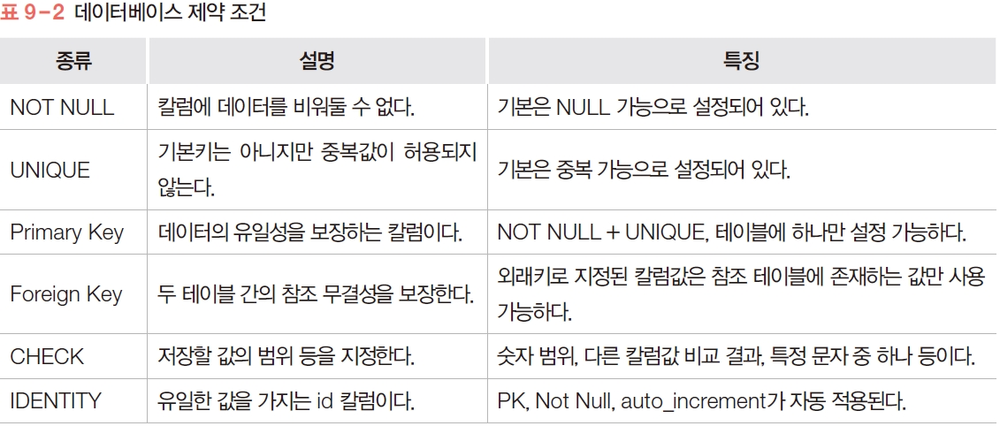 표 9-2 데이터베이스 제약 조건
종류 설명 특징
NOT NULL 칼럼에 데이터를 비워둘 수 없다. 기본은 NULL 가능으로 설정되어 있다.
UNIQUE 기본키는 아니지만 중복값이 허용되지
않는다. 기본은 중복 가능으로 설정되어 있다.
Primary Key 데이터의 유일성을 보장하는 칼럼이다. NOT NULL + UNIQUE, 테이블에 하나만 설정 가능하다.
Foreign Key 두 테이블 간의 참조 무결성을 보장한다. 외래키로 지정된 칼럼값은 참조 테이블에 존재하는 값만 사용
가능하다.
CHECK 저장할 값의 범위 등을 지정한다. 숫자 범위, 다른 칼럼값 비교 결과, 특정 문자 중 하나 등이다.
IDENTITY 유일한 값을 가지는 id 칼럼이다. PK, Not Null, auto_increment가 자동 적용된다.